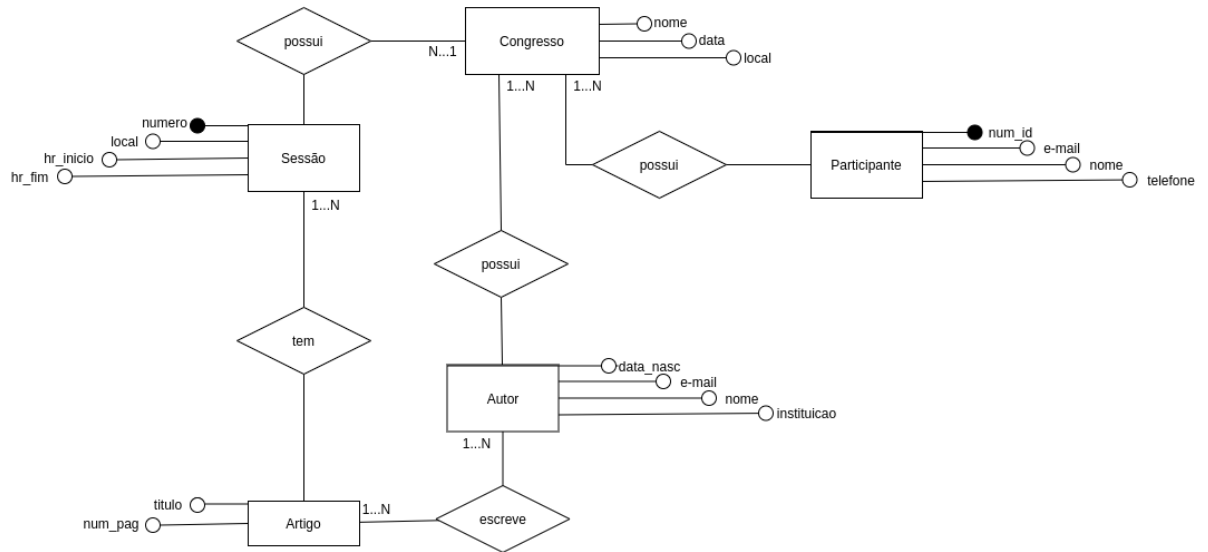 possui
N...1
Congresso
nome
data
local
1...N
1...N
numero
local
hr_inicio
hr_fim
Sessão
1...N
possui
Participante
num_id
e-mail
nome
telefone
possui
tem
Autor
data_nasc
e-mail
nome
instituicao
1...N
titulo
num_pag
Artigo
1...N
escreve